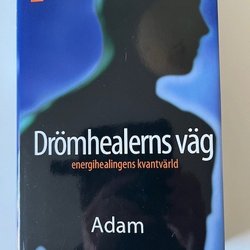 Drömhealerns väg
energihealingens kvantvärld
Adam